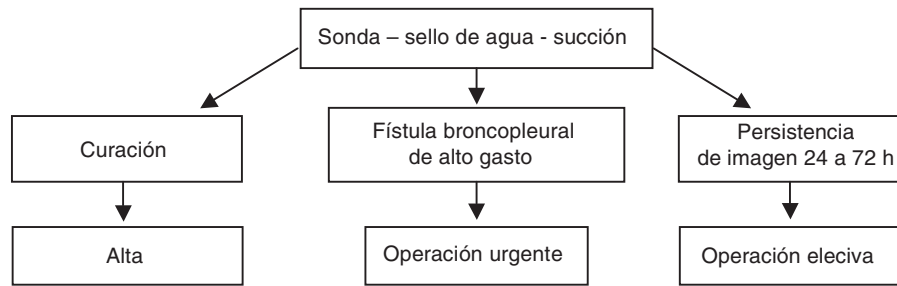 Sonda – sello de agua - succión
Curación
Fístula broncopleural
de alto gasto
Persistencia
de imagen 24 a 72 h
Alta
Operación urgente
Operación eleciva